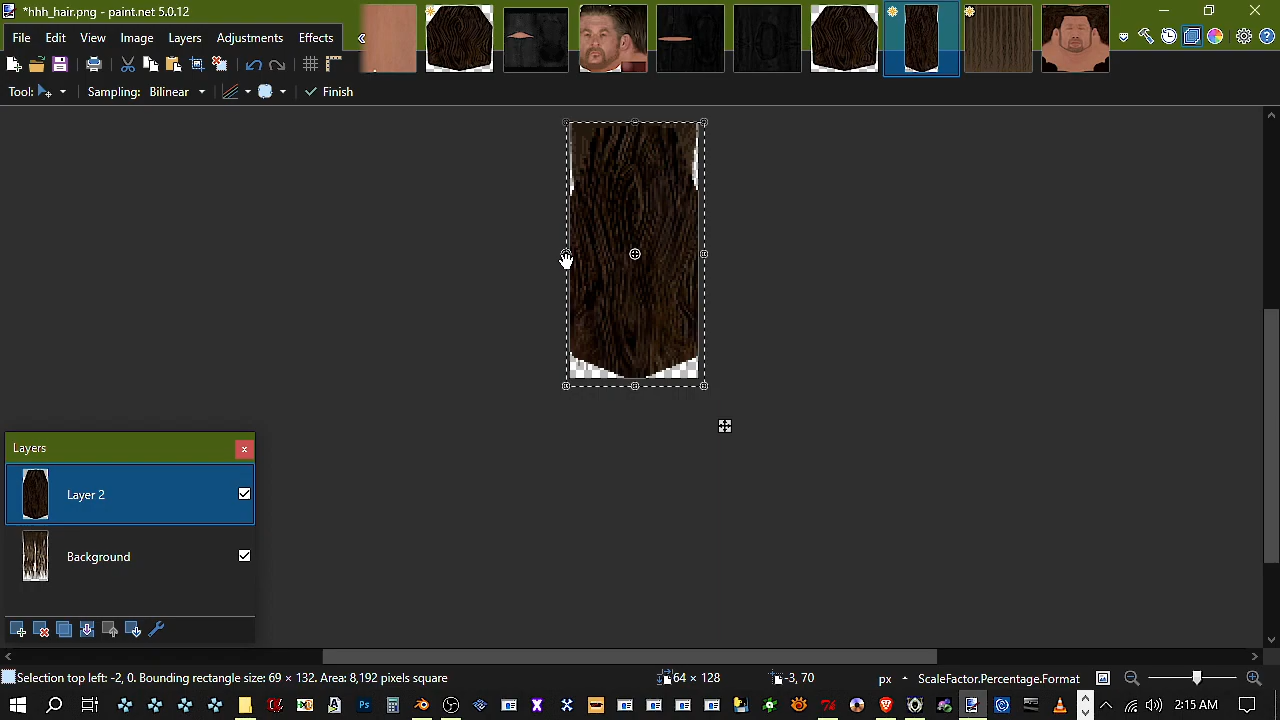 *hhh_hair.png - paint.net 5.0.12
File Edit View Image Layers Adjustments Effects
Tool: Sampling: Bilinear Finish
Layers x
Layer 2
Background
Selection top left: -2, 0. Bounding rectangle size: 69 × 132. Area: 8,192 pixels square 64 × 128 -3, 70 px ScaleFactor.Percentage.Format
2:15 AM